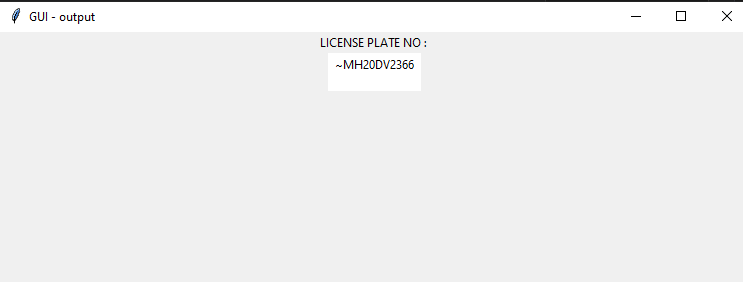 GUI - output
LICENSE PLATE NO :
~MH20DV2366